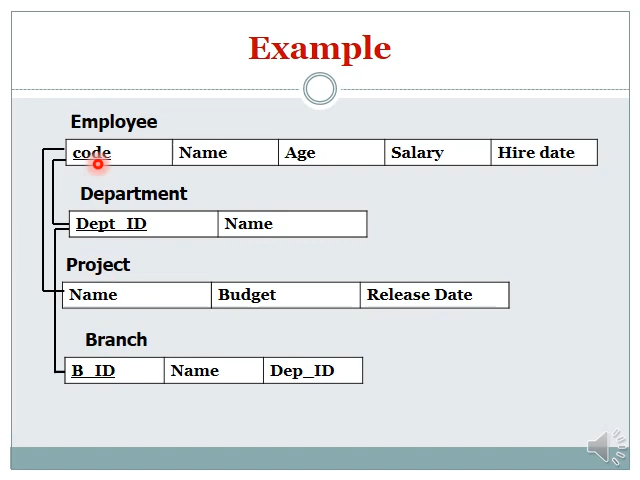 Example
Employee
code Name Age Salary Hire date
Department
Dept_ID Name
Project
Name Budget Release Date
Branch
B_ID Name Dep_ID